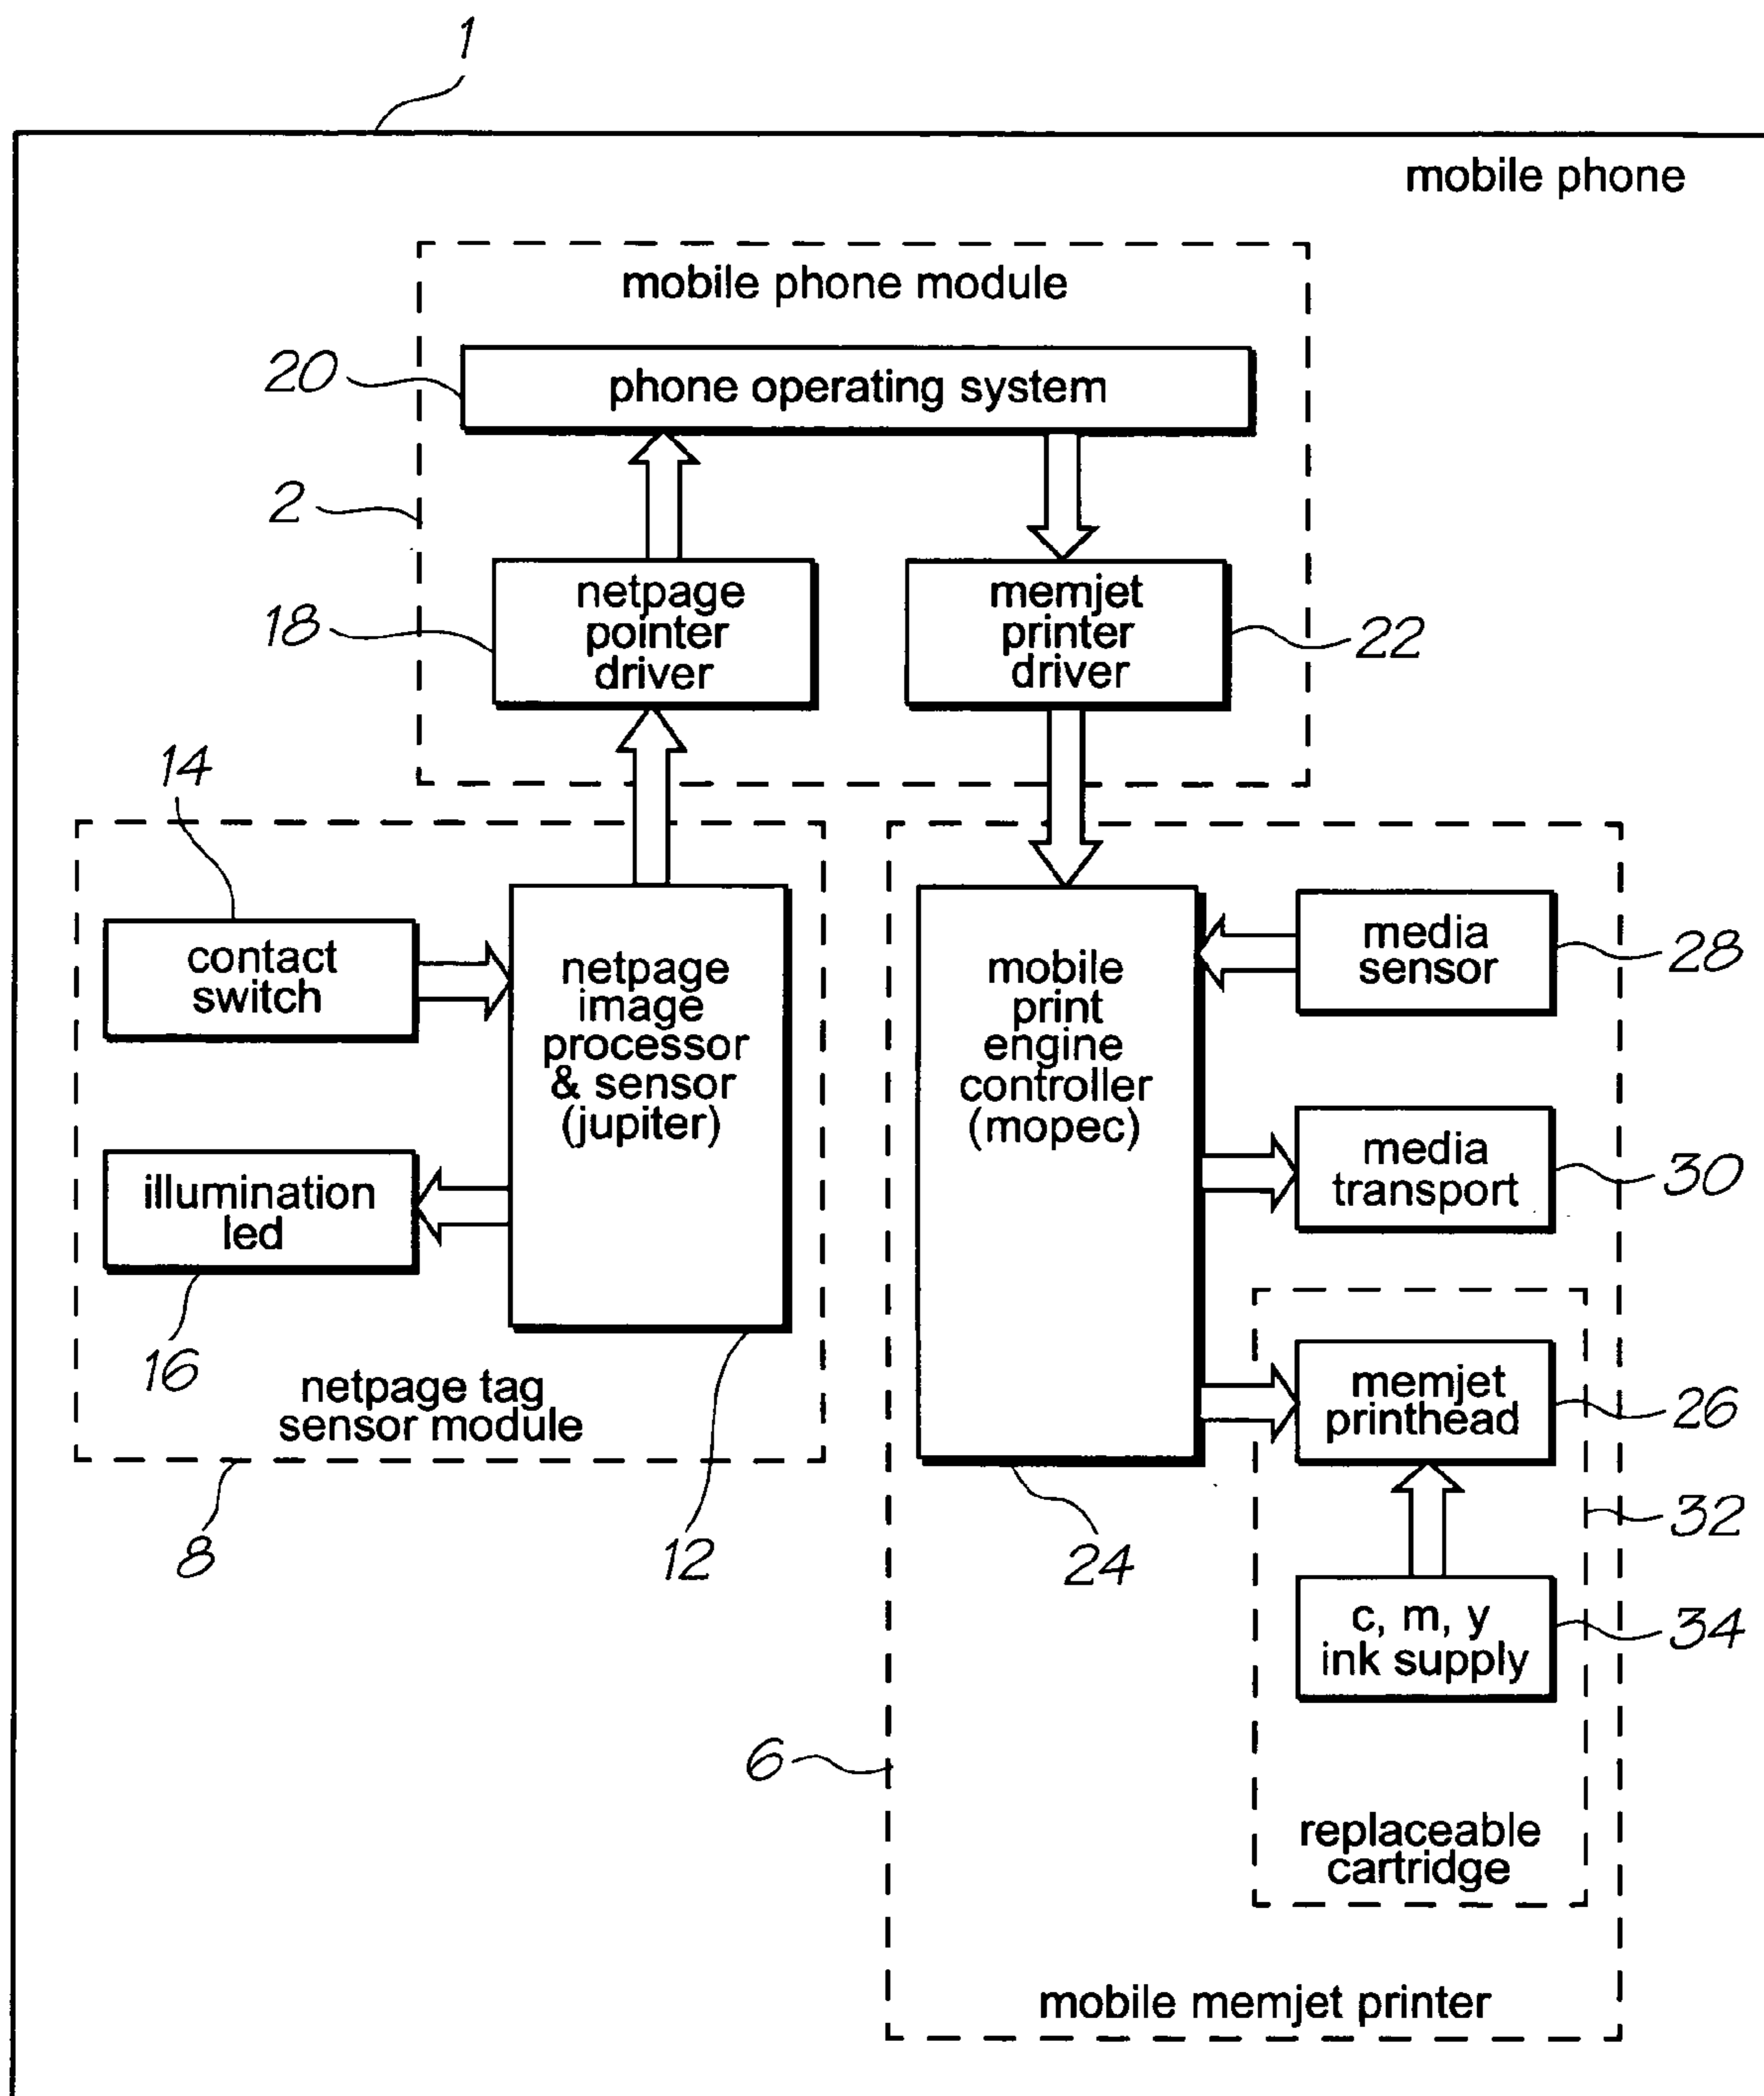 1
mobile phone
mobile phone module
20
phone operating system
2
netpage
pointer
driver
18
memjet
printer
driver
22
14
contact
switch
netpage
image
processor
& sensor
(jupiter)
illumination
led
16
netpage tag
sensor module
8
12
mobile
print
engine
controller
(mopec)
media
sensor
28
media
transport
30
memjet
printhead
26
32
24
c, m, y
ink supply
34
6
replaceable
cartridge
mobile memjet printer